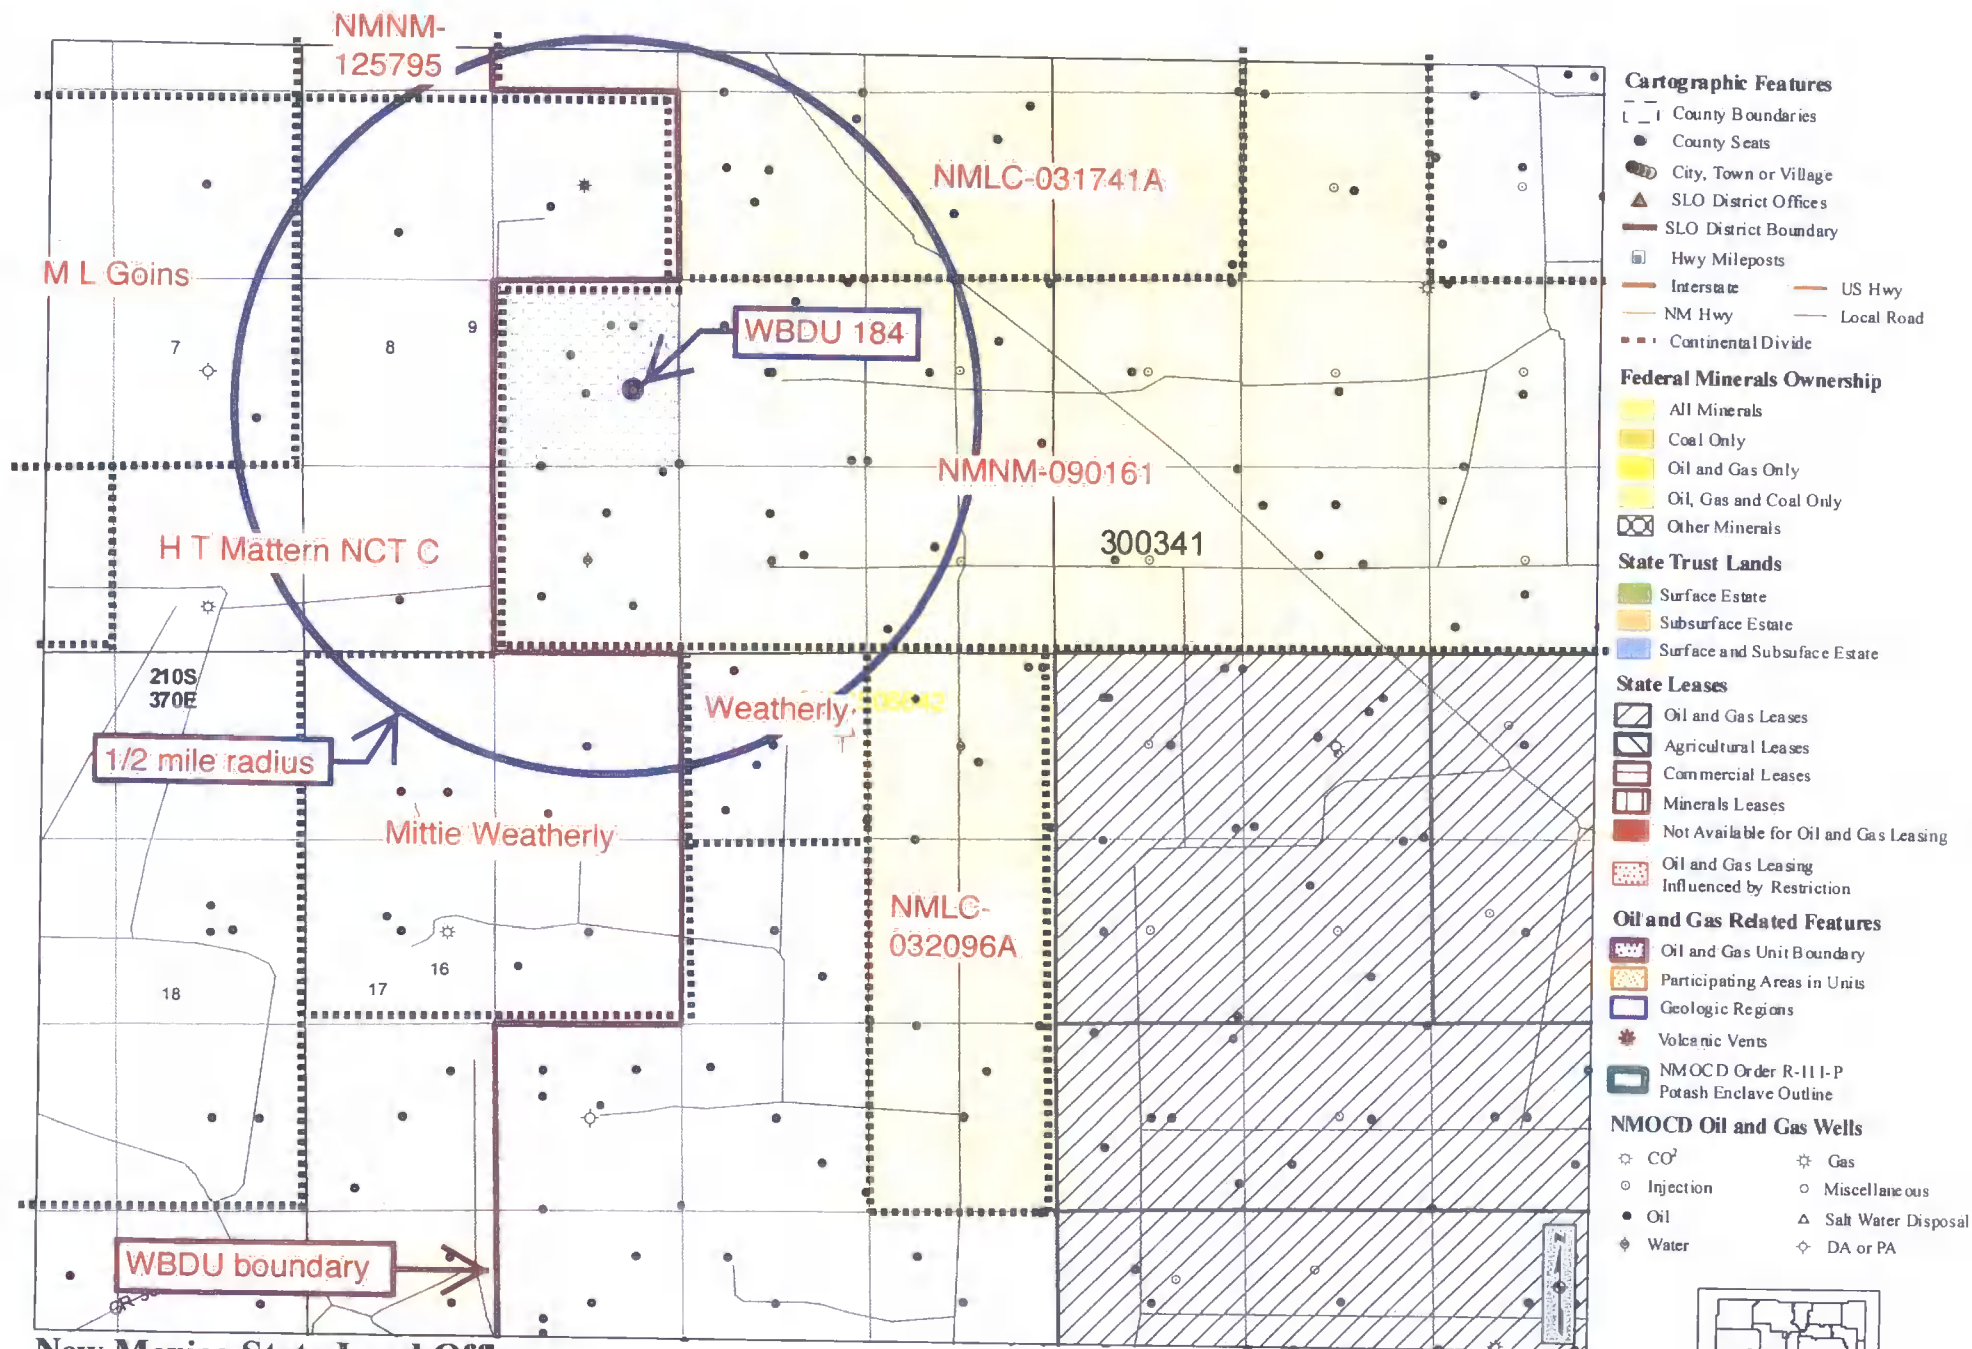 NMNM-
125795
NMLC-031741A
M L Goins
WBDU 184
9
7
8
NMNM-090161
H T Mattern NCT C
300341
210S
370E
Weatherly
1/2 mile radius
Mittie Weatherly
NMLC-
032096A
16
17
18
WBDU boundary
Cartographic Features
County Boundaries
County Seats
City, Town or Village
SLO District Offices
SLO District Boundary
Hwy Mileposts
Interstate
US Hwy
NM Hwy
Local Road
Continental Divide
Federal Minerals Ownership
All Minerals
Coal Only
Oil and Gas Only
Oil, Gas and Coal Only
Other Minerals
State Trust Lands
Surface Estate
Subsurface Estate
Surface and Subsuface Estate
State Leases
Oil and Gas Leases
Agricultural Leases
Commercial Leases
Minerals Leases
Not Available for Oil and Gas Leasing
Oil and Gas Leasing
Influenced by Restriction
Oil and Gas Related Features
Oil and Gas Unit Boundary
Participating Areas in Units
Geologic Regions
Volcanic Vents
NMOCD Order R-111-P
Potash Enclave Outline
NMOCD Oil and Gas Wells
CO²
Gas
Injection
Miscellaneous
Oil
Salt Water Disposal
Water
DA or PA
N
New Mexico State Land Off